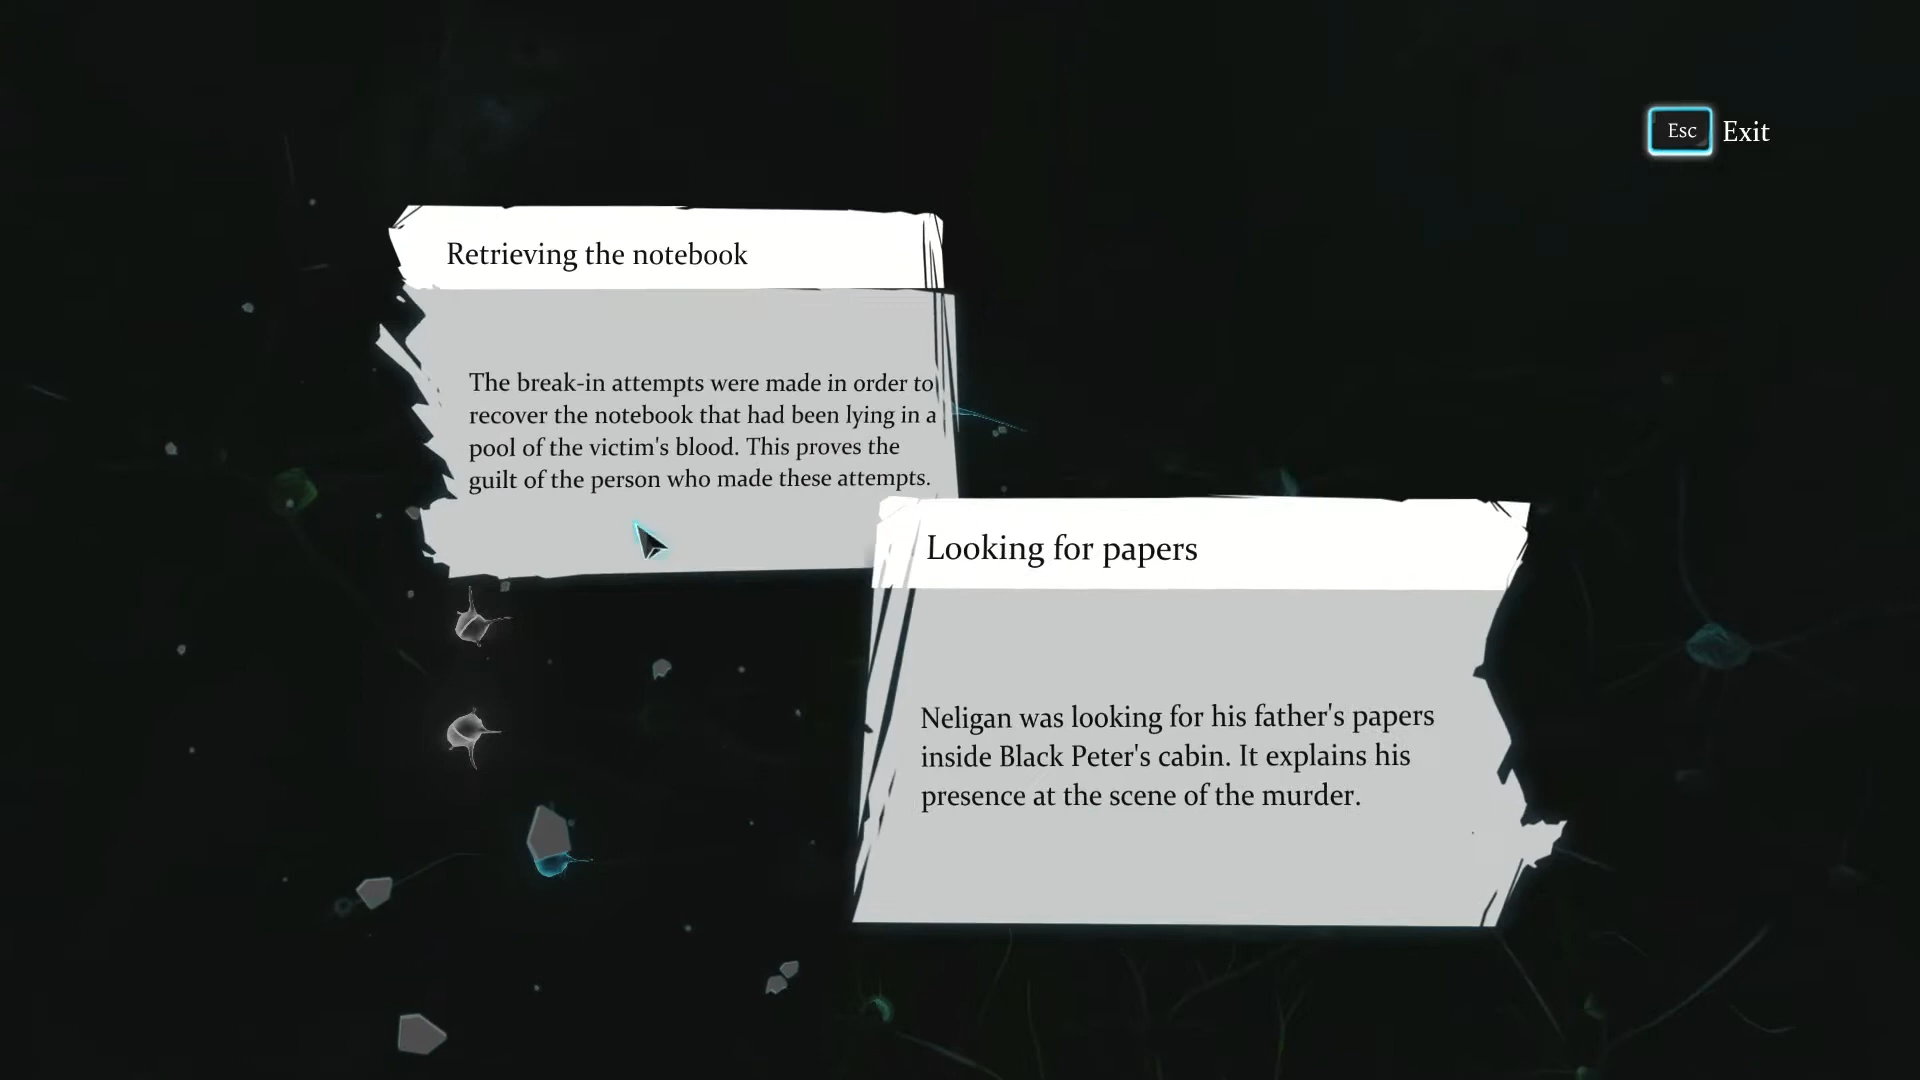 Esc Exit
Retrieving the notebook
The break-in attempts were made in order to
recover the notebook that had been lying in a
pool of the victim's blood. This proves the
guilt of the person who made these attempts.
Looking for papers
Neligan was looking for his father's papers
inside Black Peter's cabin. It explains his
presence at the scene of the murder.